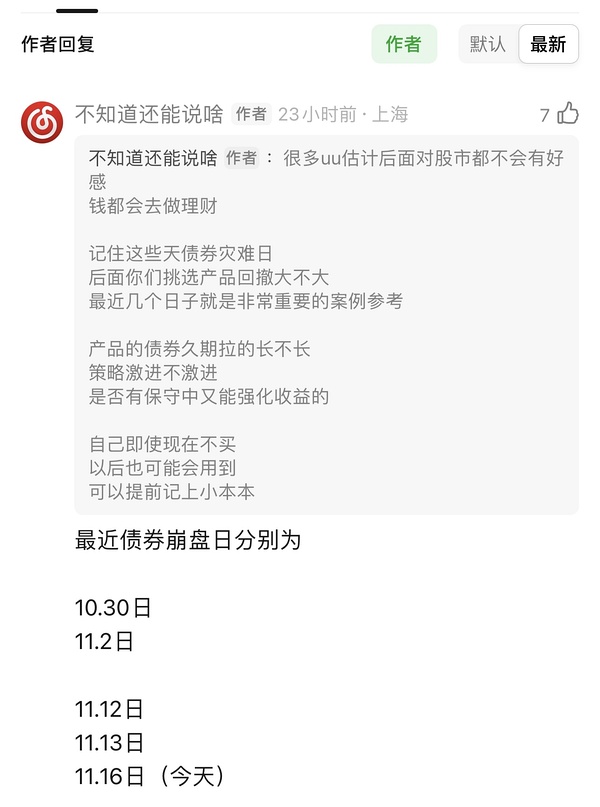 作者回复
作者
默认
最新
不知道还能说啥 作者 23小时前 · 上海
7
不知道还能说啥 作者 ： 很多uu估计后面对股市都不会有好
感
钱都会去做理财
记住这些天债券灾难日
后面你们挑选产品回撤大不大
最近几个日子就是非常重要的案例参考
产品的债券久期拉的长不长
策略激进不激进
是否有保守中又能强化收益的
自己即使现在不买
以后也可能会用到
可以提前记上小本本
最近债券崩盘日分别为
10.30日
11.2日
11.12日
11.13日
11.16日（今天）